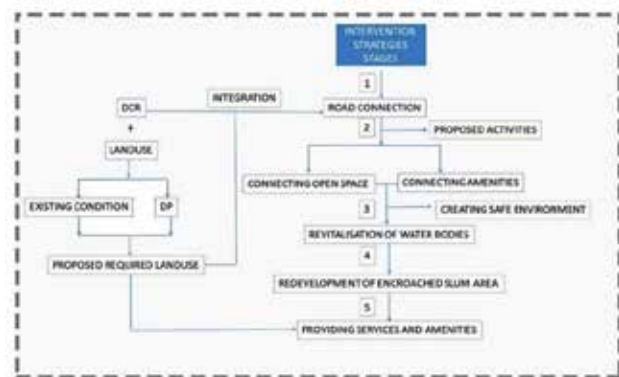 INTERVENTION
STRATEGIES
STAGES
1
INTEGRATION
DCR
ROAD CONNECTION
+
2
PROPOSED ACTIVITIES
LANDUSE
CONNECTING OPEN SPACE
CONNECTING AMENITIES
EXISTING CONDITION
DP
3
CREATING SAFE ENVIRONMENT
REVITALISATION OF WATER BODIES
4
PROPOSED REQUIRED LANDUSE
REDEVELOPMENT OF ENCROACHED SLUM AREA
5
PROVIDING SERVICES AND AMENITIES